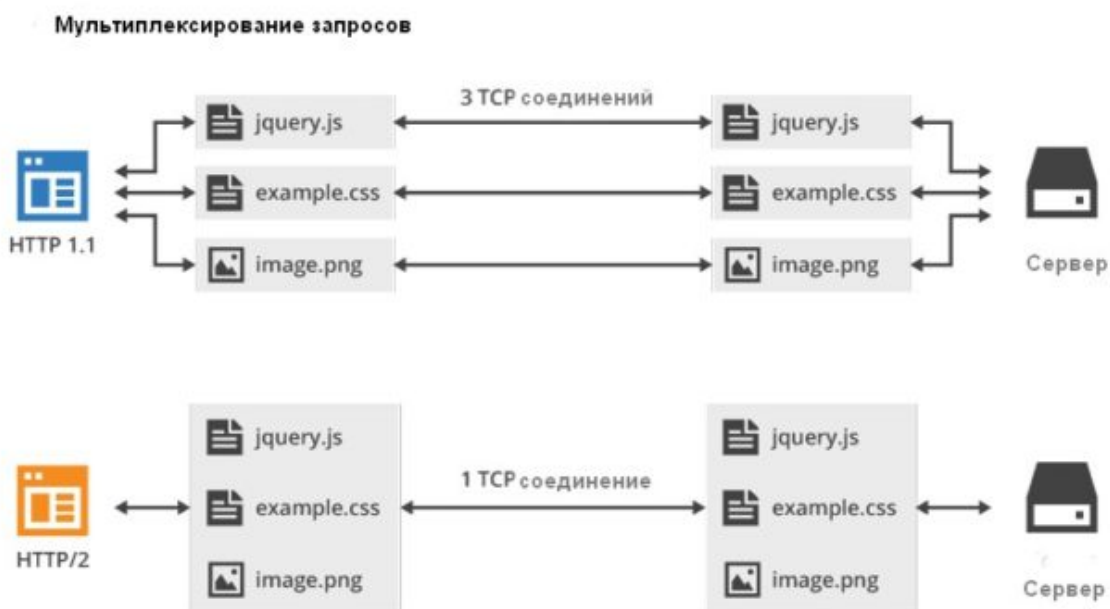 Мультиплексирование запросов
3 TCP соединений
jquery.js
jquery.js
example.css
example.css
HTTP 1.1
image.png
image.png
Сервер
jquery.js
jquery.js
1 TCP соединение
example.css
example.css
HTTP/2
image.png
image.png
Сервер